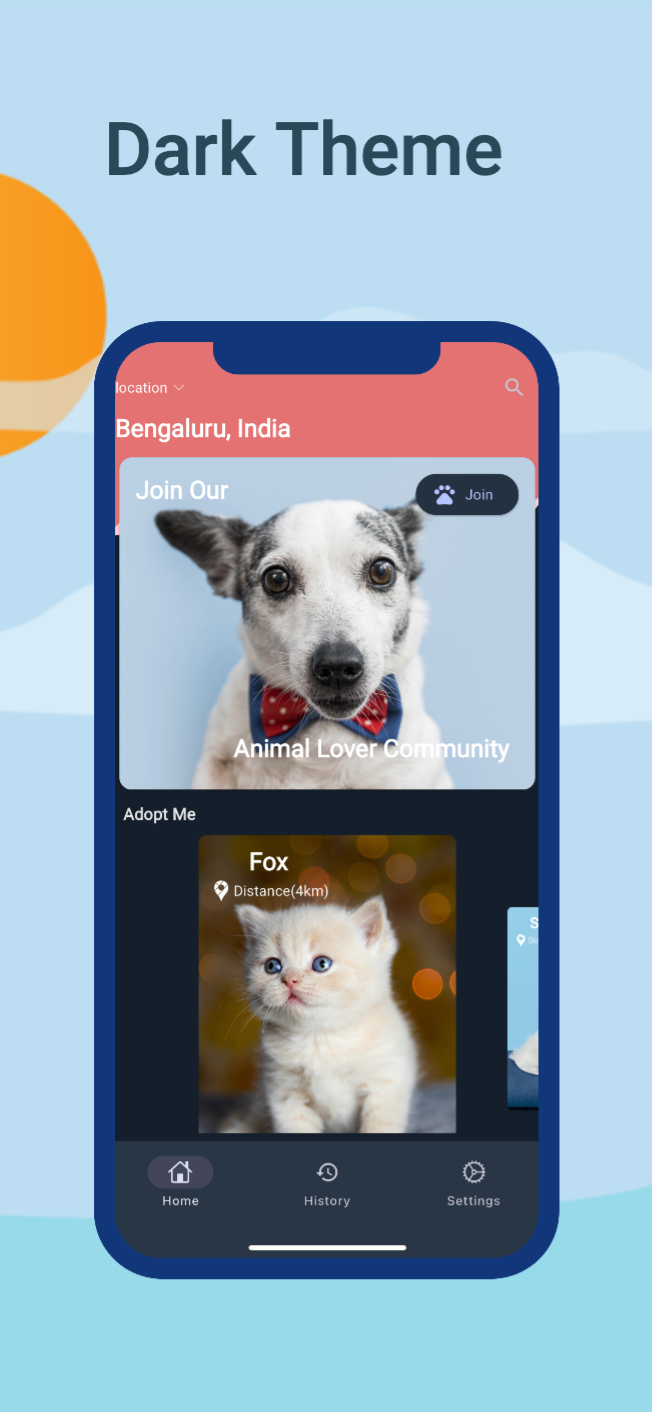 Dark Theme
location
Bengaluru, India
Join Our
Join
Animal Lover Community
Adopt Me
Fox
Distance(4km)
Home
History
Settings